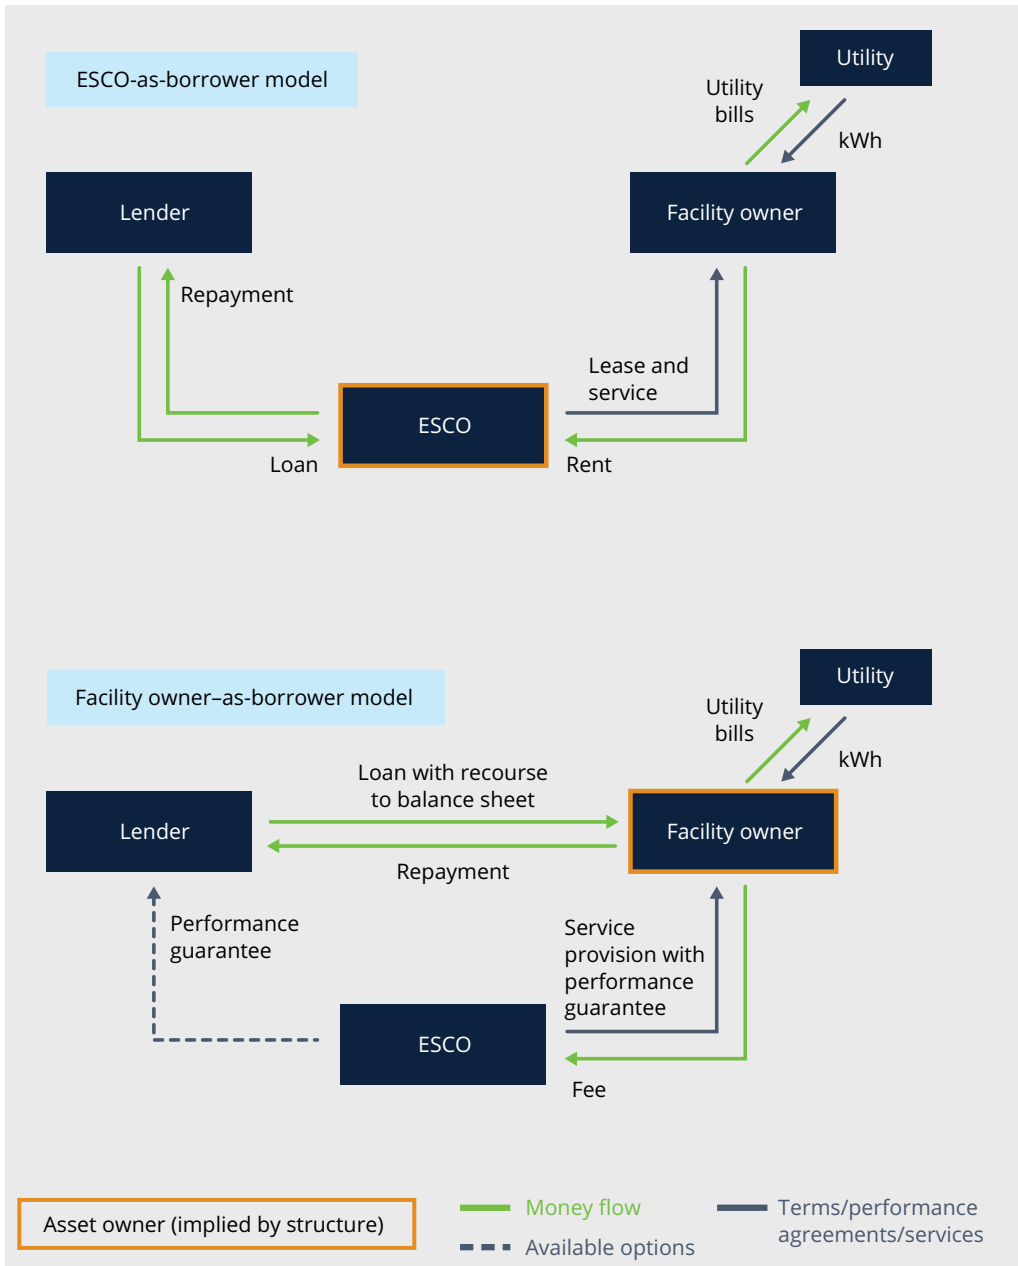 ESCO-as-borrower model
Utility
Utility
bills
kWh
Lender
Facility owner
Repayment
Lease and
service
ESCO
Loan
Rent
Facility owner–as-borrower model
Utility
Utility
bills
kWh
Loan with recourse
to balance sheet
Lender
Facility owner
Repayment
Performance
guarantee
Service
provision with
performance
guarantee
ESCO
Fee
Asset owner (implied by structure)
Money flow
Available options
Terms/performance
agreements/services